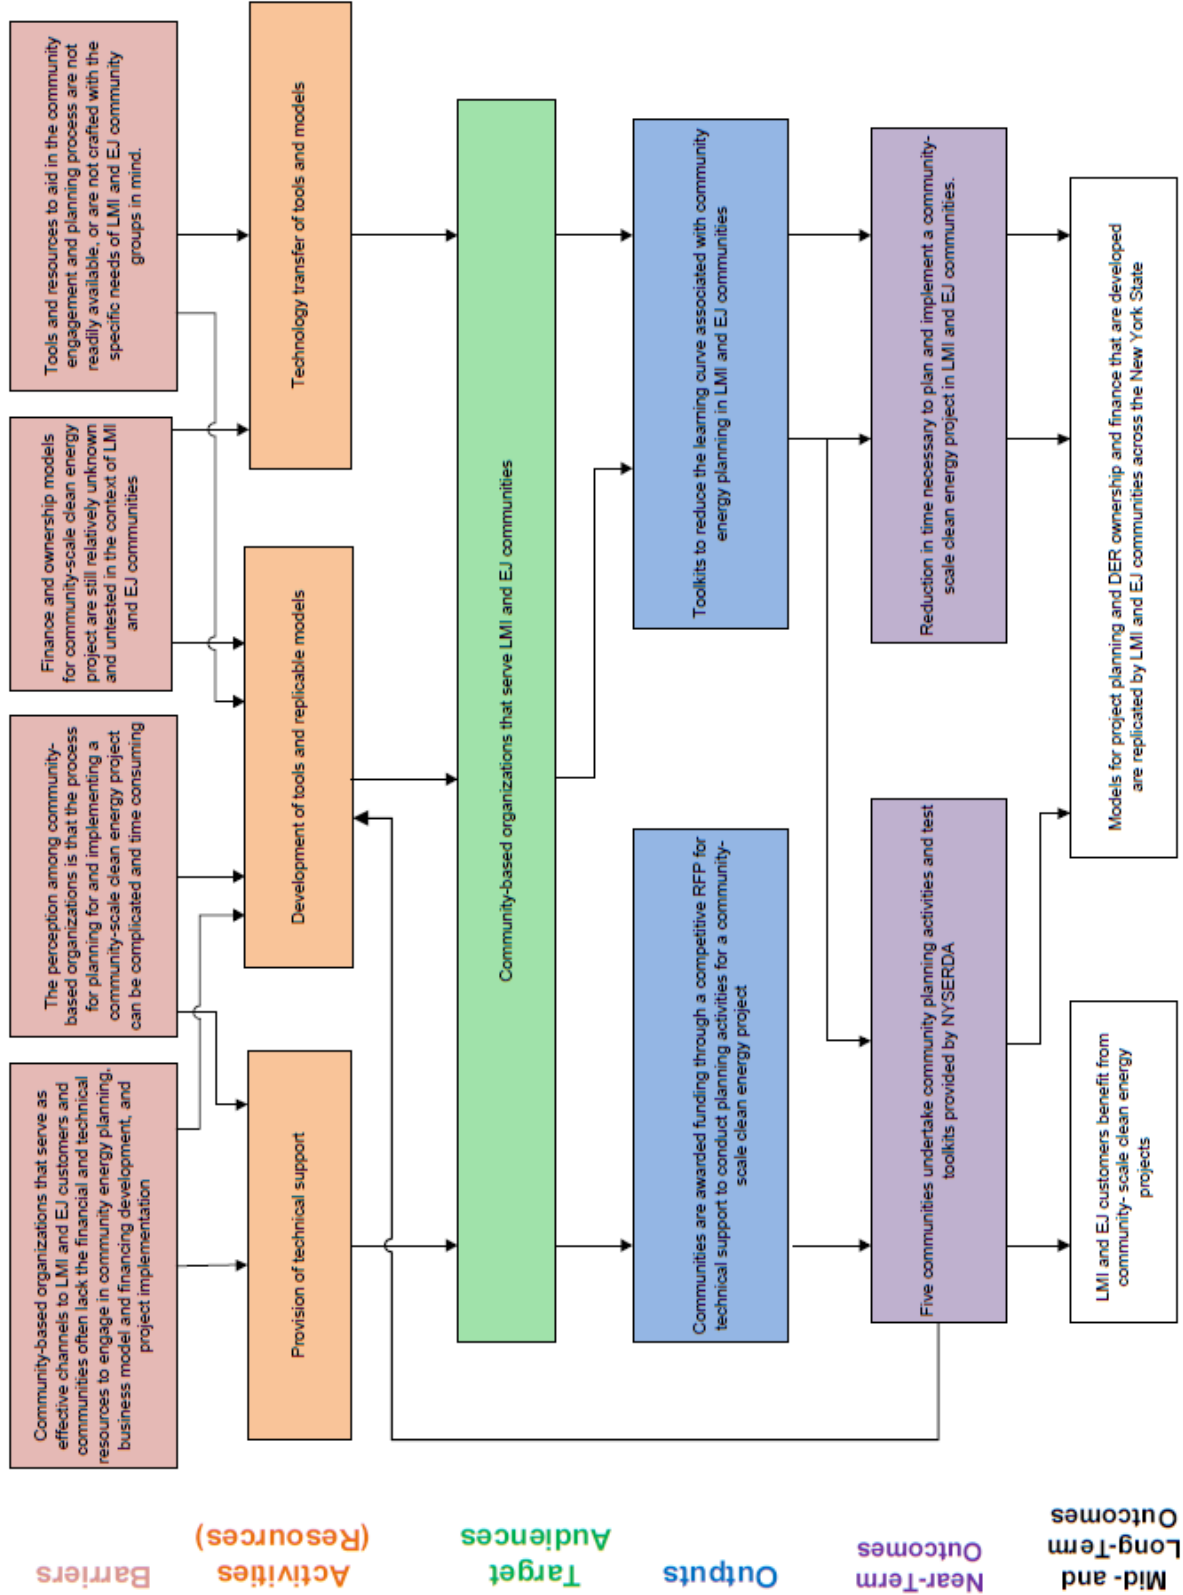 Barriers
Community-based organizations that serve as
effective channels to LMI and EJ customers and
communities often lack the financial and technical
resources to engage in community energy planning,
business model and financing development, and
project implementation
The perception among community-
based organizations is that the process
for planning for and implementing a
community-scale clean energy project
can be complicated and time consuming
Finance and ownership models
for community-scale clean energy
project are still relatively unknown
and untested in the context of LMI
and EJ communities
Tools and resources to aid in the community
engagement and planning process are not
readily available, or are not crafted with the
specific needs of LMI and EJ community
groups in mind.
Activities
(Resources)
Provision of technical support
Development of tools and replicable models
Technology transfer of tools and models
Target
Audiences
Community-based organizations that serve LMI and EJ communities
Outputs
Communities are awarded funding through a competitive RFP for
technical support to conduct planning activities for a community-
scale clean energy project
Toolkits to reduce the learning curve associated with community
energy planning in LMI and EJ communities
Near-Term
Outcomes
Five communities undertake community planning activities and test
toolkits provided by NYSERDA
Reduction in time necessary to plan and implement a community-
scale clean energy project in LMI and EJ communities.
Mid- and
Long-Term
Outcomes
LMI and EJ customers benefit from
community- scale clean energy
projects
Models for project planning and DER ownership and finance that are developed
are replicated by LMI and EJ communities across the New York State